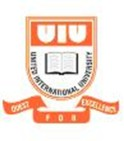 UIU
UNITED INTERNATIONAL UNIVERSITY
QUEST FOR EXCELLENCE